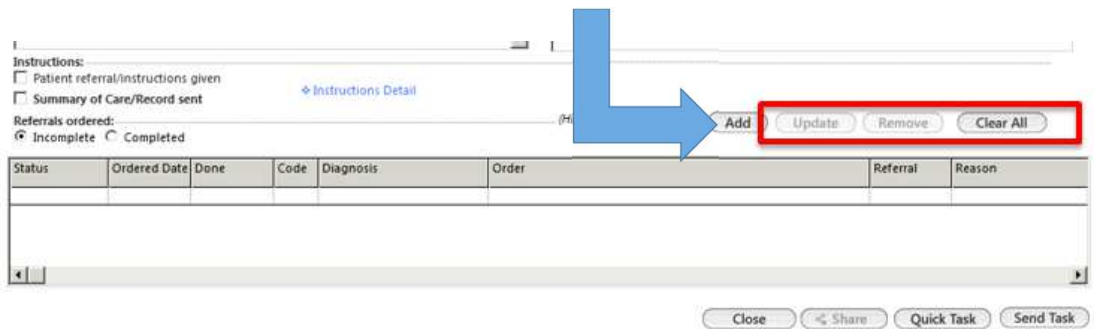 Instructions:
Patient referral/instructions given
Instructions Detail
Summary of Care/Record sent
Referrals ordered:
Add Update Remove Clear All
Incomplete Completed
Status Ordered Date Done Code Diagnosis Order Referral Reason
Close Share Quick Task Send Task